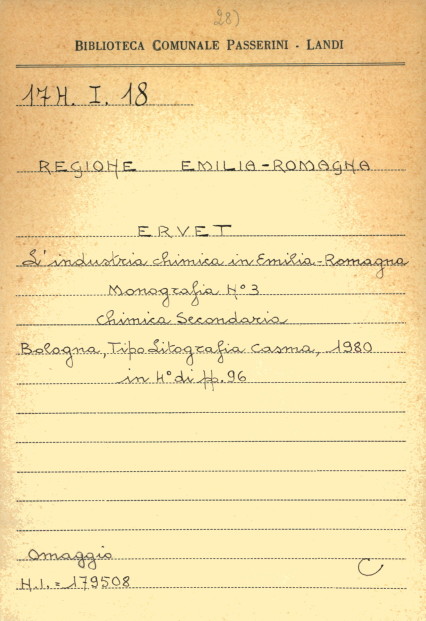 28)
BIBLIOTECA COMUNALE PASSERINI - LANDI
17H. I. 18
REGIONE EMILIA-ROMAGNA
ERVET
L'industria chimica in Emilia-Romagna
Monografia N°3
Chimica Secondaria
Bologna, Tipo Litografia Casma, 1980
in 4° di pp. 96
Omaggio
C
N.I. = 179508